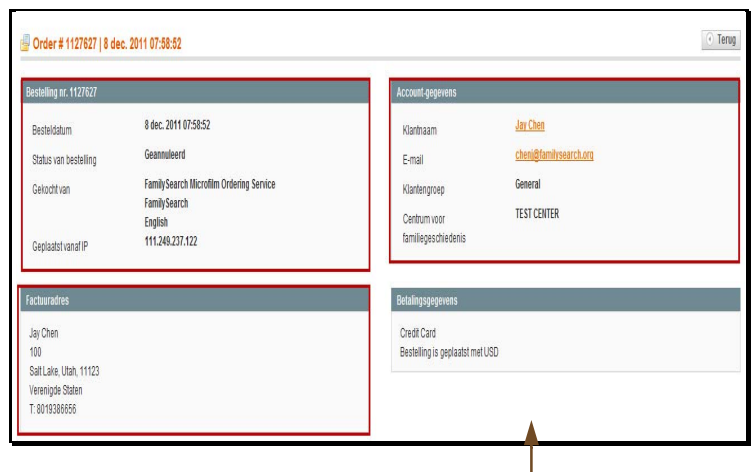 Order # 1127627 | 8 dec. 2011 07:58:52
Terug
Bestelling nr. 1127627
Besteldatum 8 dec. 2011 07:58:52
Status van bestelling Geannuleerd
Gekocht van FamilySearch Microfilm Ordering Service
FamilySearch
English
Geplaatst vanaf IP 111.249.237.122
Account-gegevens
Klantnaam Jay Chen
E-mail chenj@familysearch.org
Klantengroep General
Centrum voor TEST CENTER
familiegeschiedenis
Factuuradres
Jay Chen
100
Salt Lake, Utah, 11123
Verenigde Staten
T: 8019386656
Betalingsgegevens
Credit Card
Bestelling is geplaatst met USD